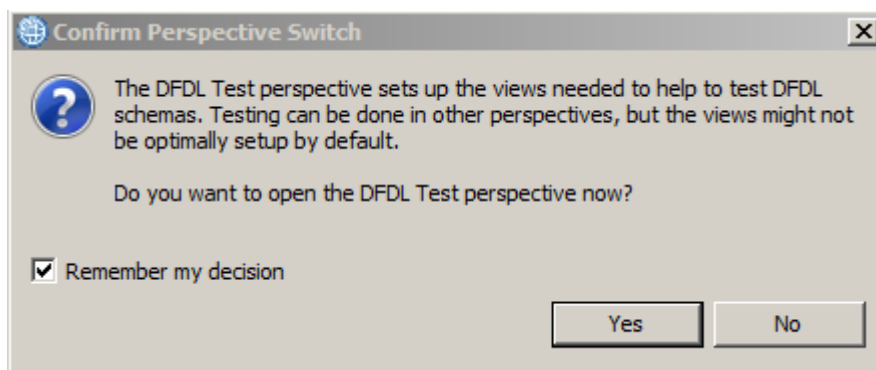 Confirm Perspective Switch
The DFDL Test perspective sets up the views needed to help to test DFDL
schemas. Testing can be done in other perspectives, but the views might not
be optimally setup by default.
Do you want to open the DFDL Test perspective now?
Remember my decision
Yes
No